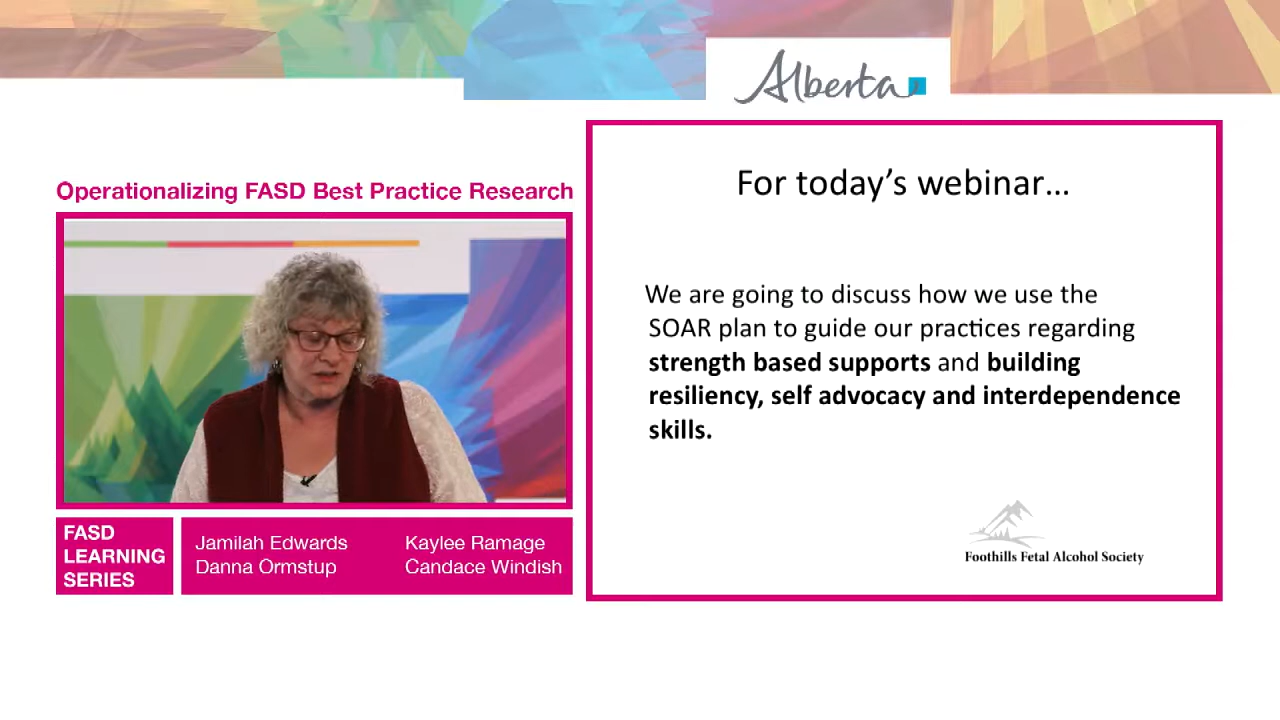 Alberta
Operationalizing FASD Best Practice Research
FASD
LEARNING
SERIES
Jamilah Edwards
Danna Ormstup
Kaylee Ramage
Candace Windish
For today’s webinar…
We are going to discuss how we use the
SOAR plan to guide our practices regarding
strength based supports and building
resiliency, self advocacy and interdependence
skills.
Foothills Fetal Alcohol Society